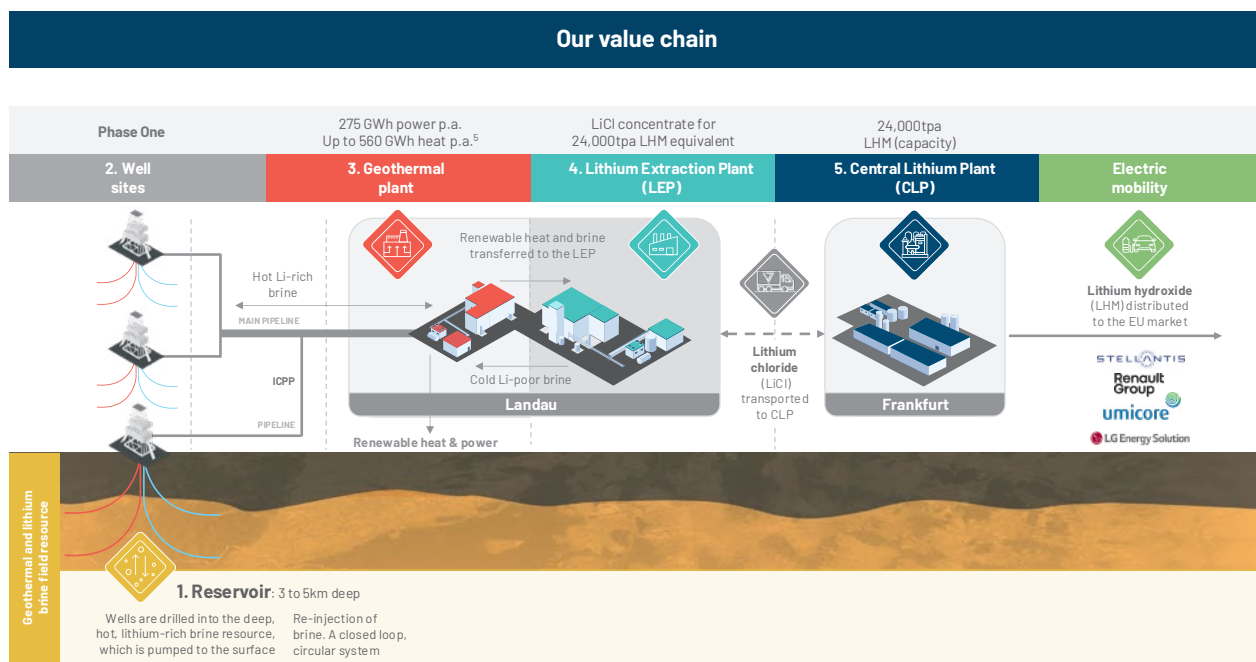 Our value chain
Phase One
275 GWh power p.a.
Up to 560 GWh heat p.a.⁵
LiCl concentrate for
24,000tpa LHM equivalent
24,000tpa
LHM (capacity)
2. Well
sites
3. Geothermal
plant
4. Lithium Extraction Plant
(LEP)
5. Central Lithium Plant
(CLP)
Electric
mobility
Renewable heat and brine
transferred to the LEP
Hot Li-rich
brine
MAIN PIPELINE
ICPP
PIPELINE
Cold Li-poor brine
Landau
Renewable heat & power
Lithium
chloride
(LiCl)
transported
to CLP
Frankfurt
Lithium hydroxide
(LHM) distributed
to the EU market
STELLANTIS
Renault
Group
umicore
LG Energy Solution
Geothermal and lithium
brine field resource
1. Reservoir: 3 to 5km deep
Wells are drilled into the deep,
hot, lithium-rich brine resource,
which is pumped to the surface
Re-injection of
brine. A closed loop,
circular system